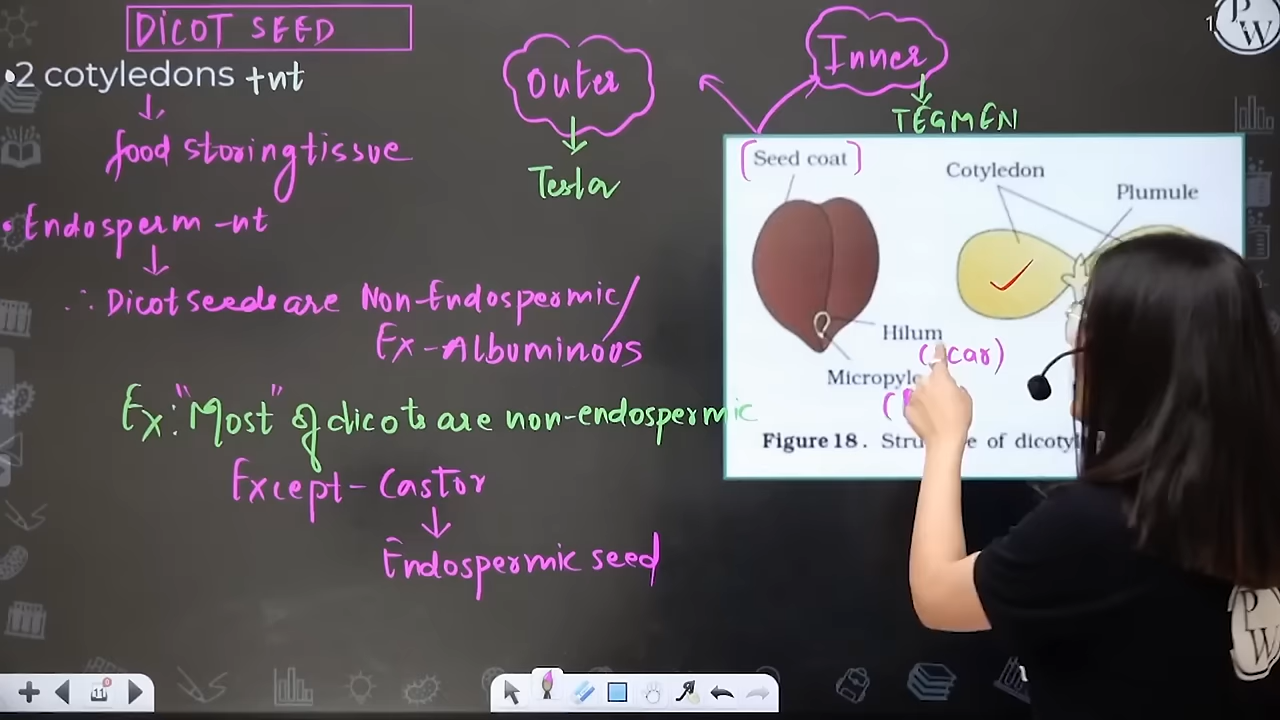 DICOT SEED
•2 cotyledons +nt
food storing tissue
•Endosperm -nt
∴ Dicot seeds are Non-Endospermic/
Ex-Albuminous
Ex: "Most" of dicots are non-endospermic
Except - Castor
Endospermic seed
Outer
Testa
Inner
TEGMEN
[Seed coat]
Cotyledon
Plumule
Hilum
Micropyle
Figure 18. of
11
P
W
P
W